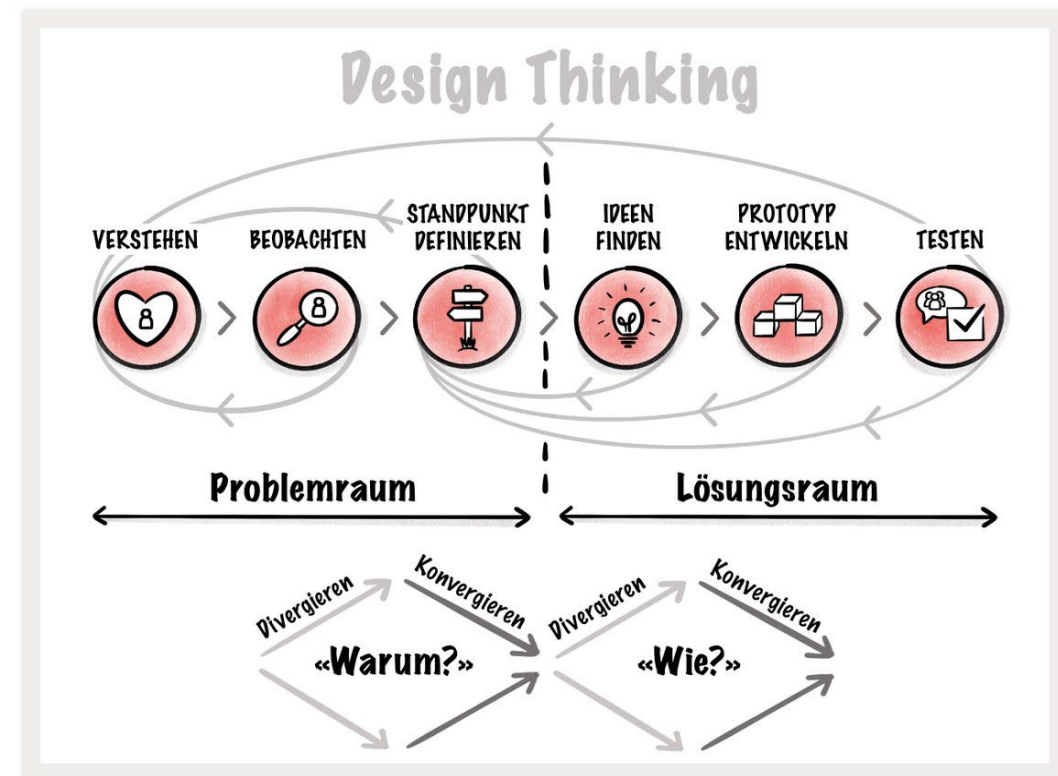 Design Thinking
VERSTEHEN
BEOBACHTEN
STANDPUNKT
DEFINIEREN
IDEEN
FINDEN
PROTOTYP
ENTWICKELN
TESTEN
Problemraum
Lösungsraum
Divergieren
Konvergieren
«Warum?»
Divergieren
Konvergieren
«Wie?»